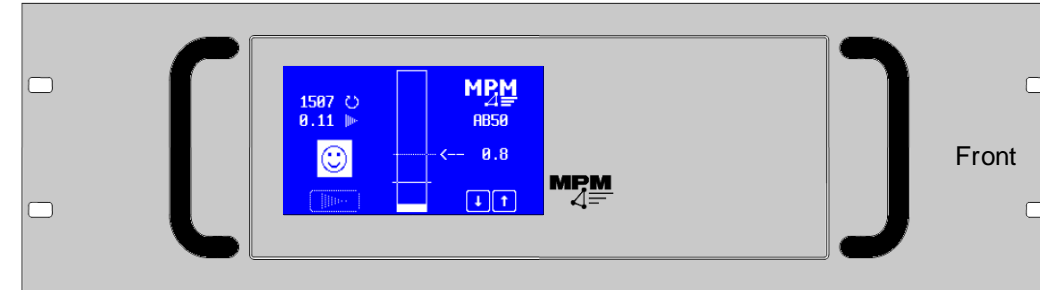 1507
MPM
0.11
AB50
<-- 0.8
MPM
Front